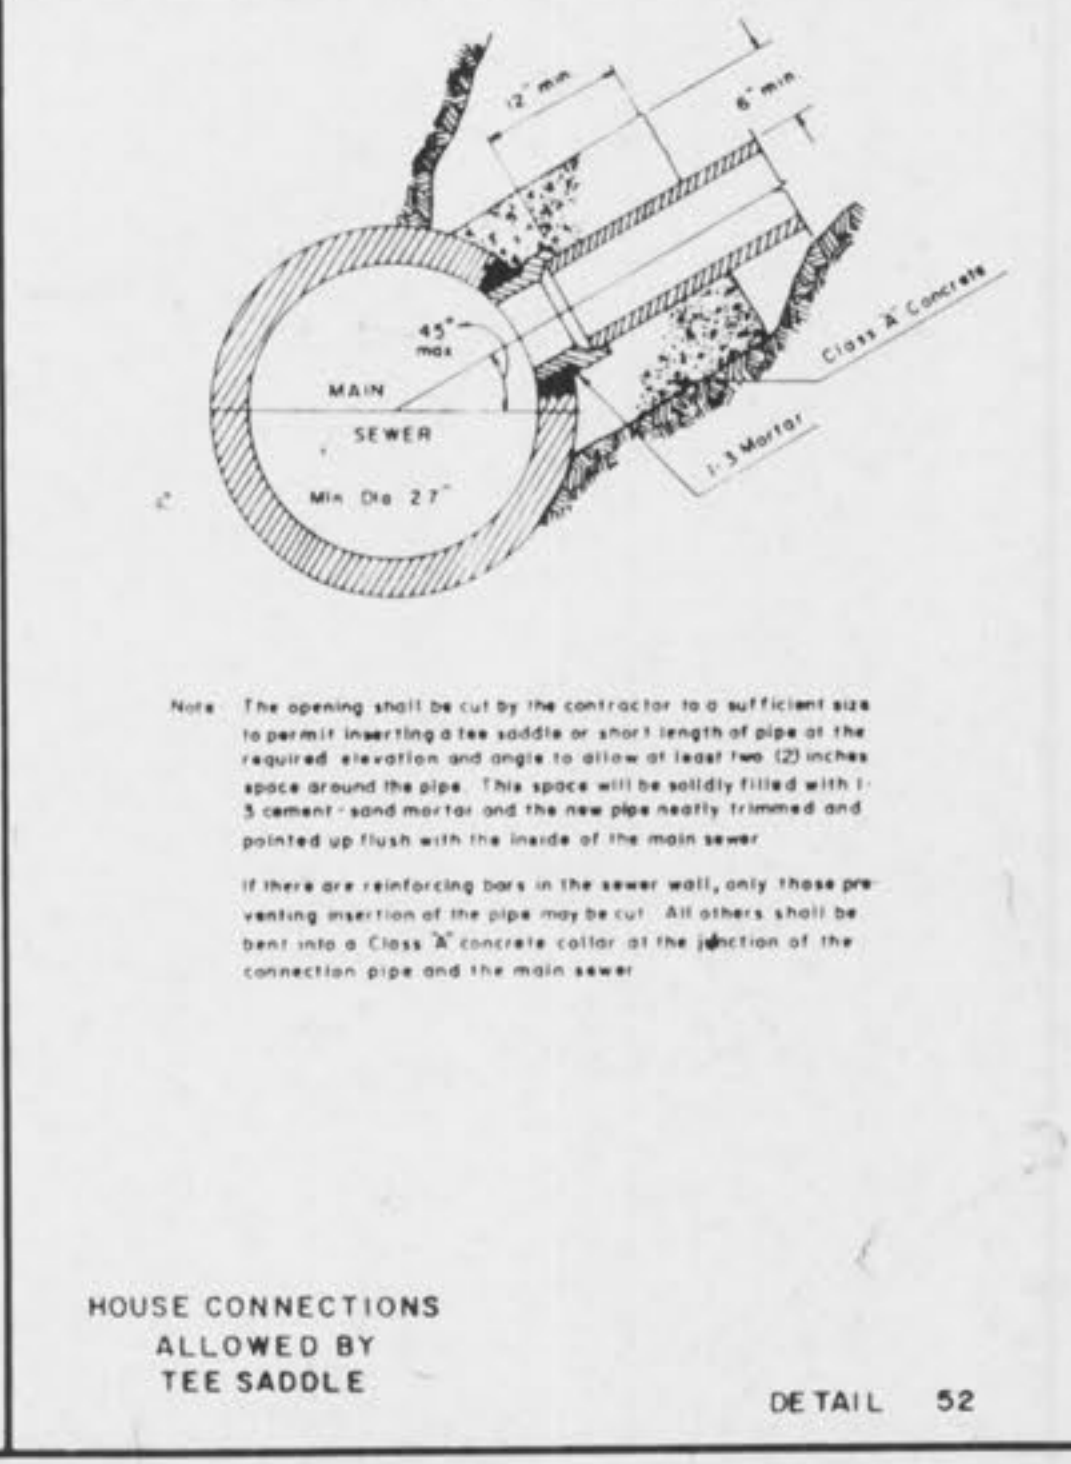 12" min.
6" min.
45°
max
MAIN
SEWER
Min Dia 27"
Class "A" Concrete
1-3 Mortar
Note The opening shall be cut by the contractor to a sufficient size
to permit inserting a tee saddle or short length of pipe at the
required elevation and angle to allow at least two (2) inches
space around the pipe. This space will be solidly filled with 1-
3 cement-sand mortar and the new pipe neatly trimmed and
pointed up flush with the inside of the main sewer
If there are reinforcing bars in the sewer wall, only those pre-
venting insertion of the pipe may be cut All others shall be
bent into a Class "A" concrete collar at the junction of the
connection pipe and the main sewer
HOUSE CONNECTIONS
ALLOWED BY
TEE SADDLE
DETAIL 52